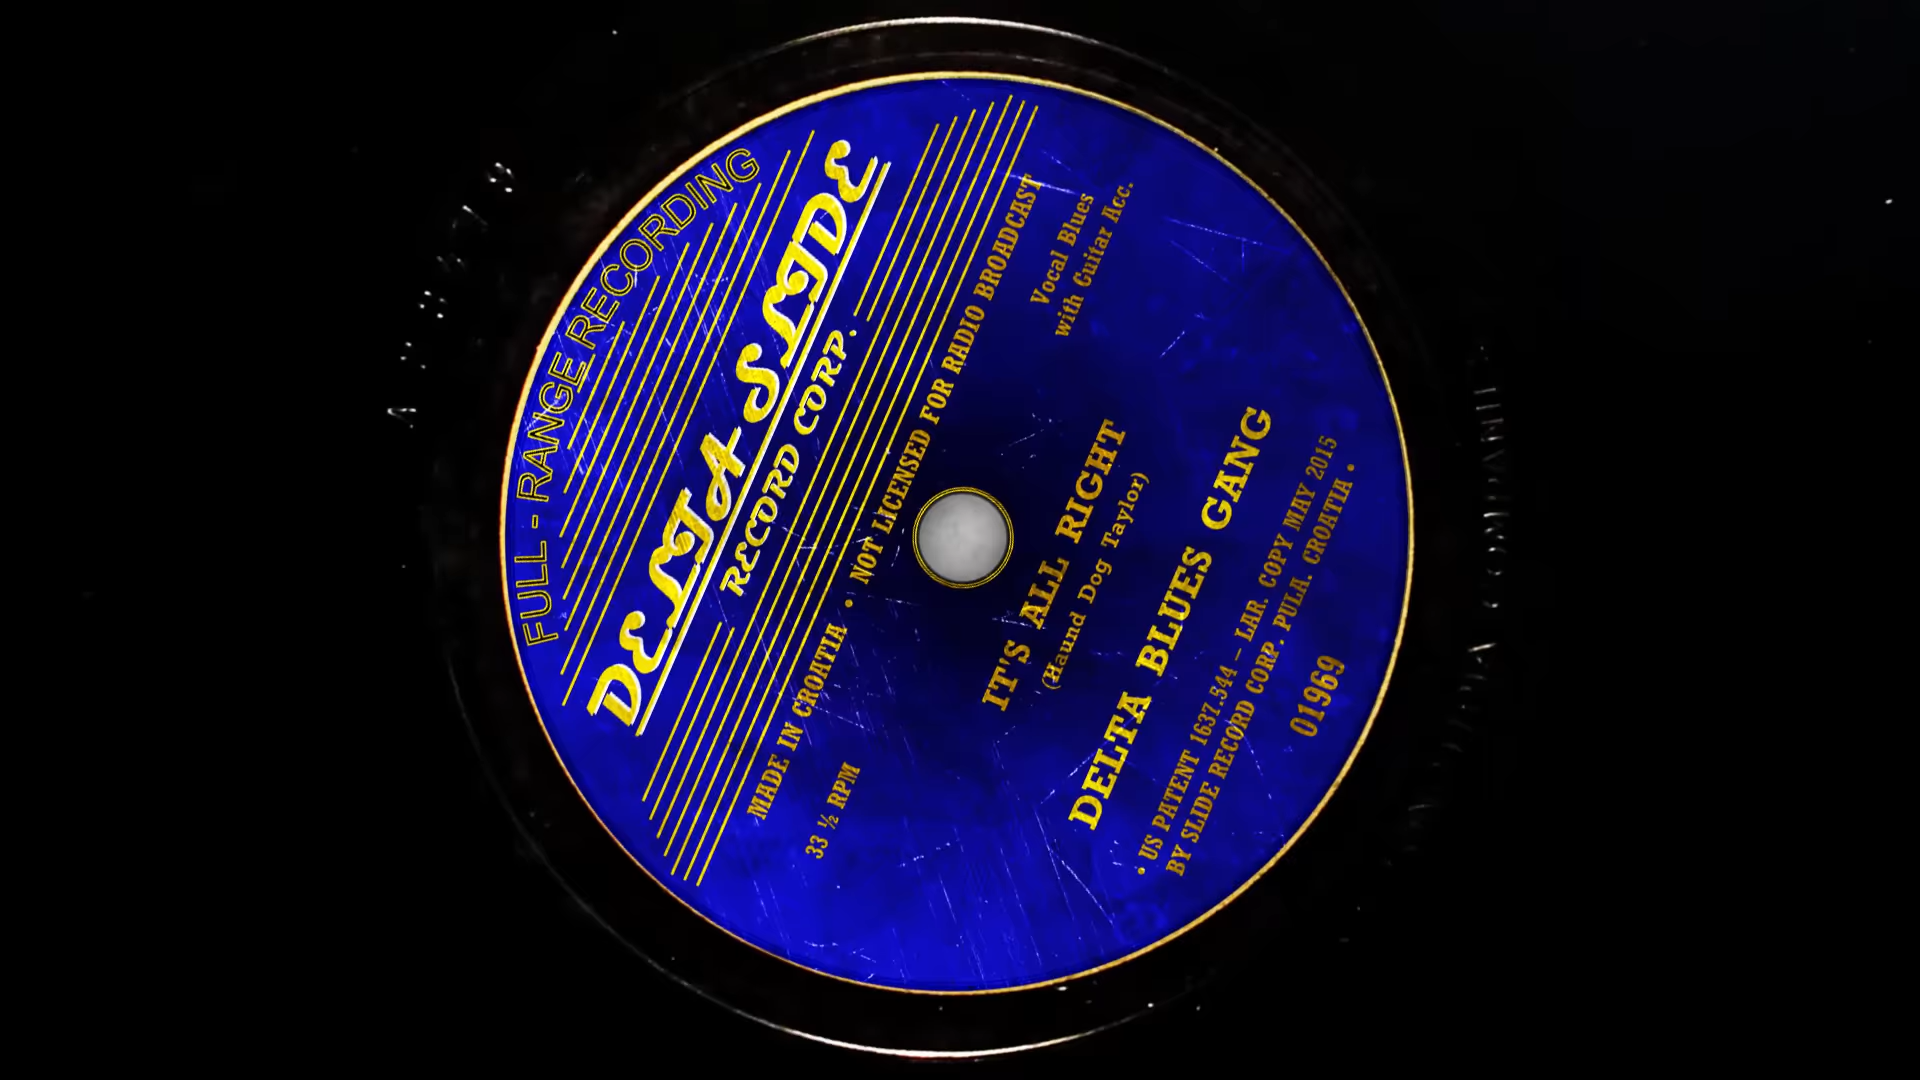 FULL - RANGE RECORDING
DELTA SLIDE
RECORD CORP.
MADE IN CROATIA • NOT LICENSED FOR RADIO BROADCAST
33 ½ RPM
Vocal Blues
with Guitar Acc.
IT'S ALL RIGHT
(Haund Dog Taylor)
DELTA BLUES GANG
• US PATENT 1637.544 – LAR. COPY MAY 2015
BY SLIDE RECORD CORP. PULA. CROATIA •
01969